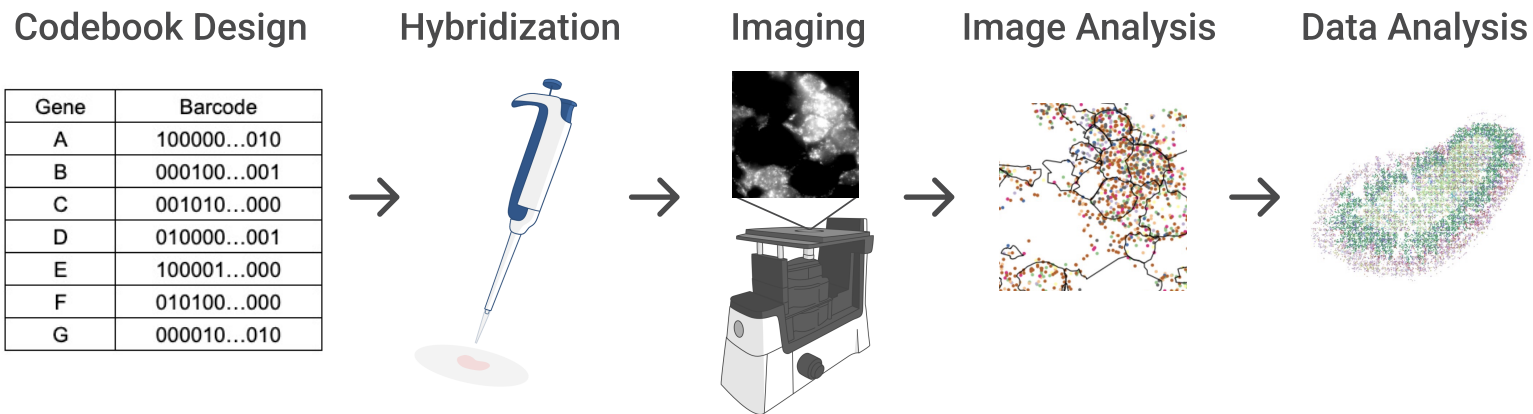 Codebook Design
Hybridization
Imaging
Image Analysis
Data Analysis
Gene Barcode
A 100000...010
B 000100...001
C 001010...000
D 010000...001
E 100001...000
F 010100...000
G 000010...010